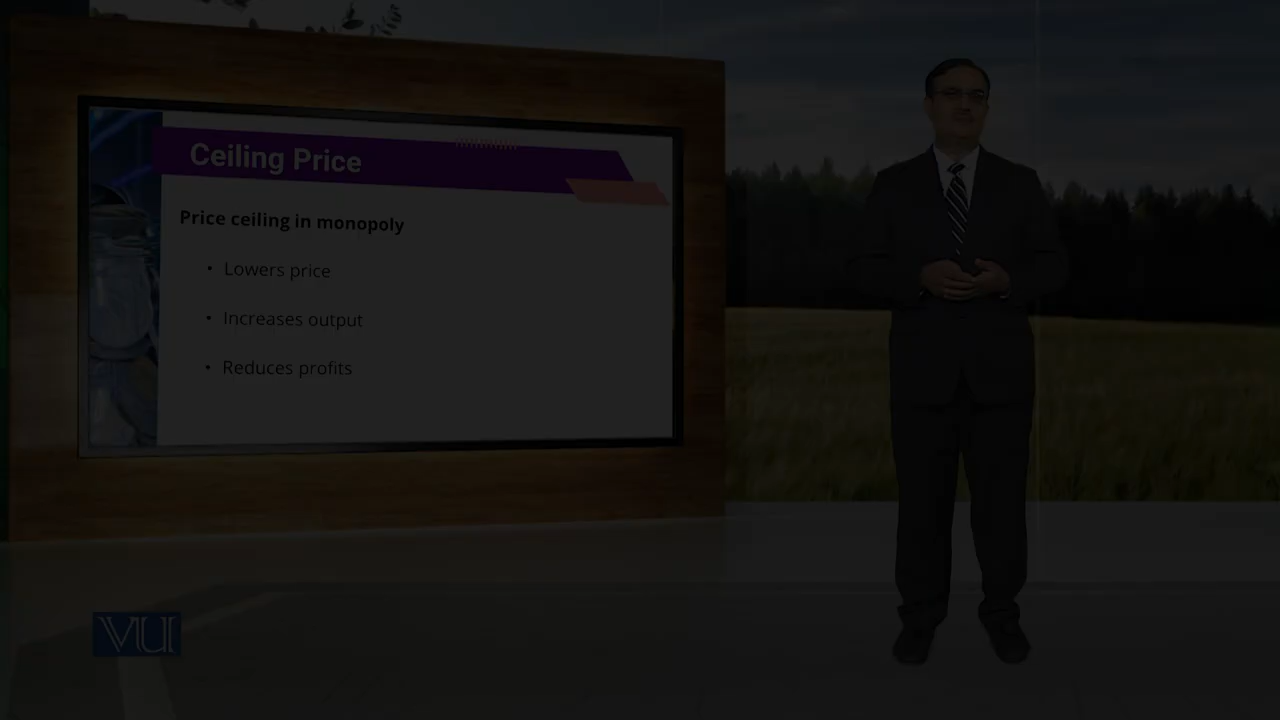 Ceiling Price
Price ceiling in monopoly
• Lowers price
• Increases output
• Reduces profits
VU